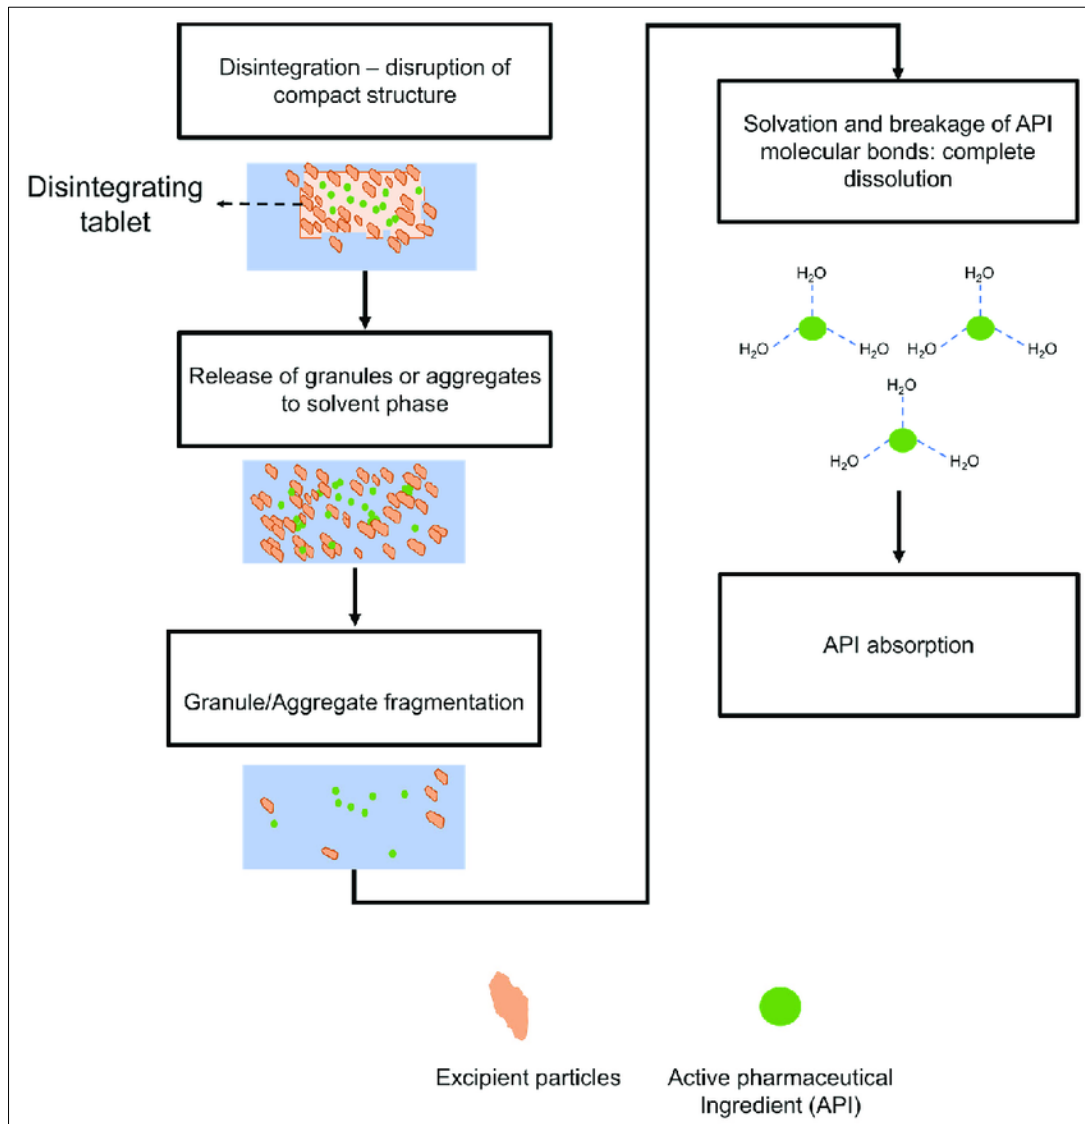 Disintegration – disruption of
compact structure
Disintegrating
tablet
Release of granules or aggregates
to solvent phase
Granule/Aggregate fragmentation
Solvation and breakage of API
molecular bonds: complete
dissolution
H₂O
H₂O
H₂O
H₂O
H₂O
H₂O
H₂O
H₂O
H₂O
API absorption
Excipient particles
Active pharmaceutical
Ingredient (API)